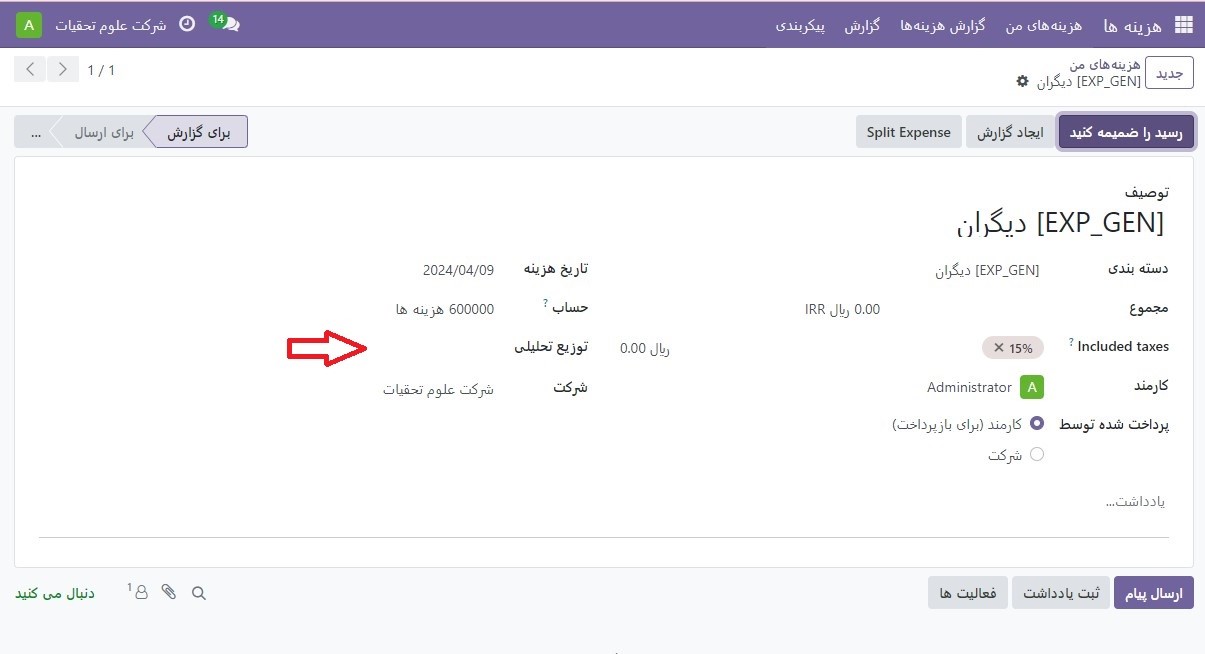 هزینه ها هزینه‌های من گزارش هزینه‌ها گزارش پیکربندی 14 شرکت علوم تحقیات A
جدید هزینه‌های من
[EXP_GEN] دیگران
1 / 1
رسید را ضمیمه کنید ایجاد گزارش Split Expense برای گزارش برای ارسال ...
توصیف
[EXP_GEN] دیگران
دسته بندی [EXP_GEN] دیگران تاریخ هزینه 2024/04/09
مجموع 0.00 ریال IRR حساب ? 600000 هزینه ها
Included taxes ? 15% ✕ ریال 0.00 توزیع تحلیلی
کارمند A Administrator شرکت شرکت علوم تحقیات
پرداخت شده توسط کارمند (برای بازپرداخت)
شرکت
یادداشت...
ارسال پیام ثبت یادداشت فعالیت ها 1 دنبال می کنید